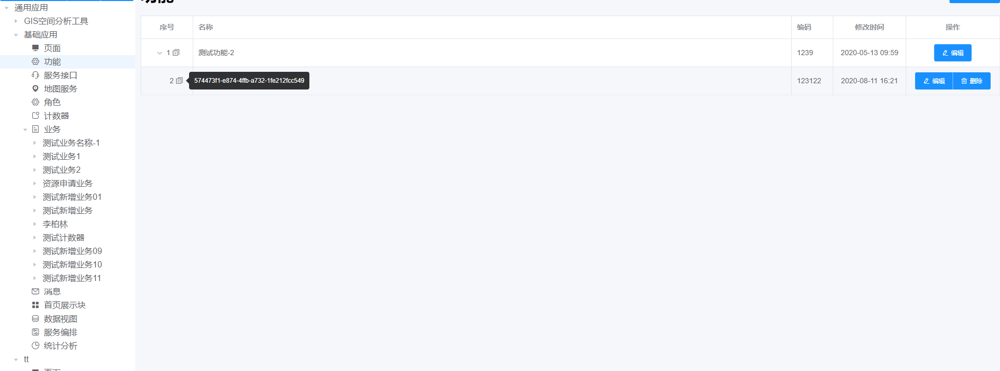 通用应用
GIS空间分析工具
基础应用
页面
功能
服务接口
地图服务
角色
计数器
业务
测试业务名称-1
测试业务1
测试业务2
资源申请业务
测试新增业务01
测试新增业务
李柏林
测试计数器
测试新增业务09
测试新增业务10
测试新增业务11
消息
首页展示块
数据视图
服务编排
统计分析
tt
页面
功能
序号 名称 编码 修改时间 操作
1 测试功能-2 1239 2020-05-13 09:59 编辑
2 574473f1-e874-4ffb-a732-1fe212fcc549 123122 2020-08-11 16:21 编辑 删除